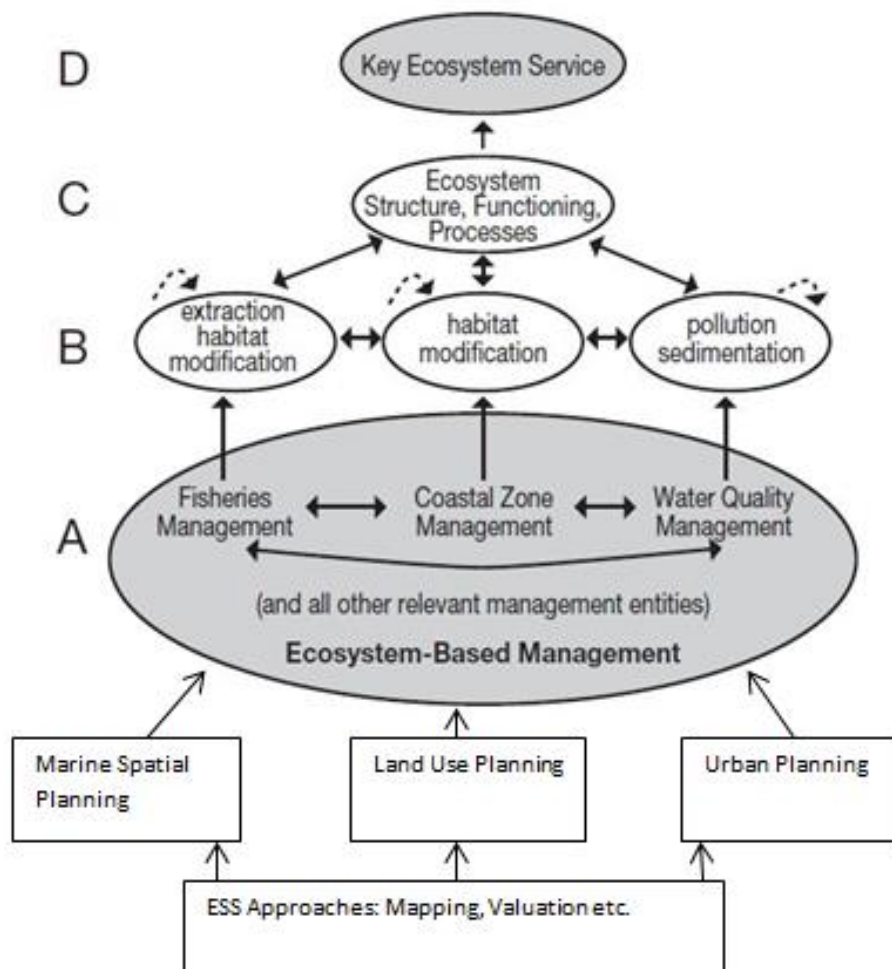 D
Key Ecosystem Service
C
Ecosystem
Structure, Functioning,
Processes
B
extraction
habitat
modification
habitat
modification
pollution
sedimentation
A
Fisheries
Management
Coastal Zone
Management
Water Quality
Management
(and all other relevant management entities)
Ecosystem-Based Management
Marine Spatial
Planning
Land Use Planning
Urban Planning
ESS Approaches: Mapping, Valuation etc.